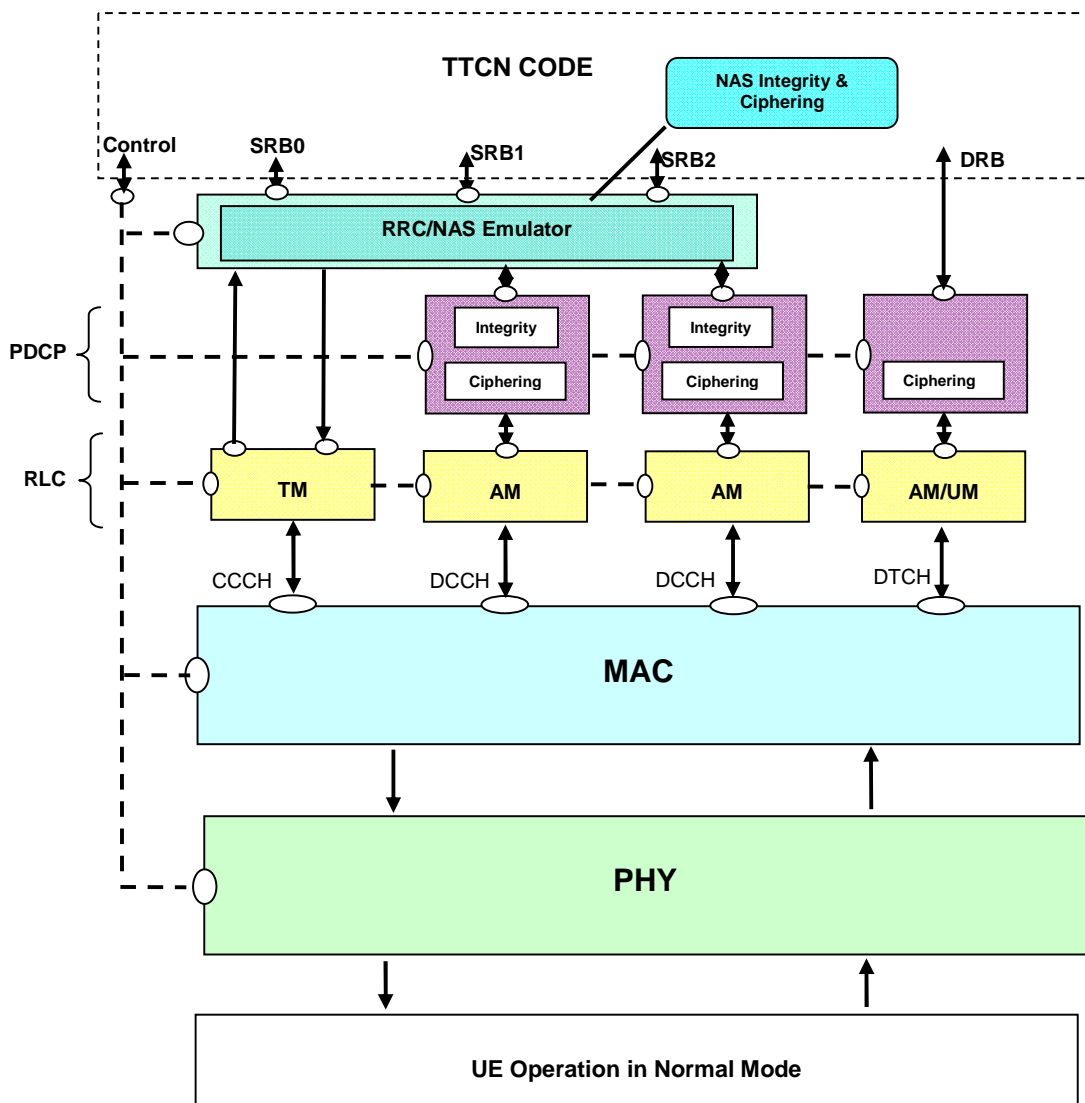 TTCN CODE
NAS Integrity &
Ciphering
Control
SRB0
SRB1
SRB2
DRB
RRC/NAS Emulator
PDCP
Integrity
Integrity
Ciphering
Ciphering
Ciphering
RLC
TM
AM
AM
AM/UM
CCCH
DCCH
DCCH
DTCH
MAC
PHY
UE Operation in Normal Mode